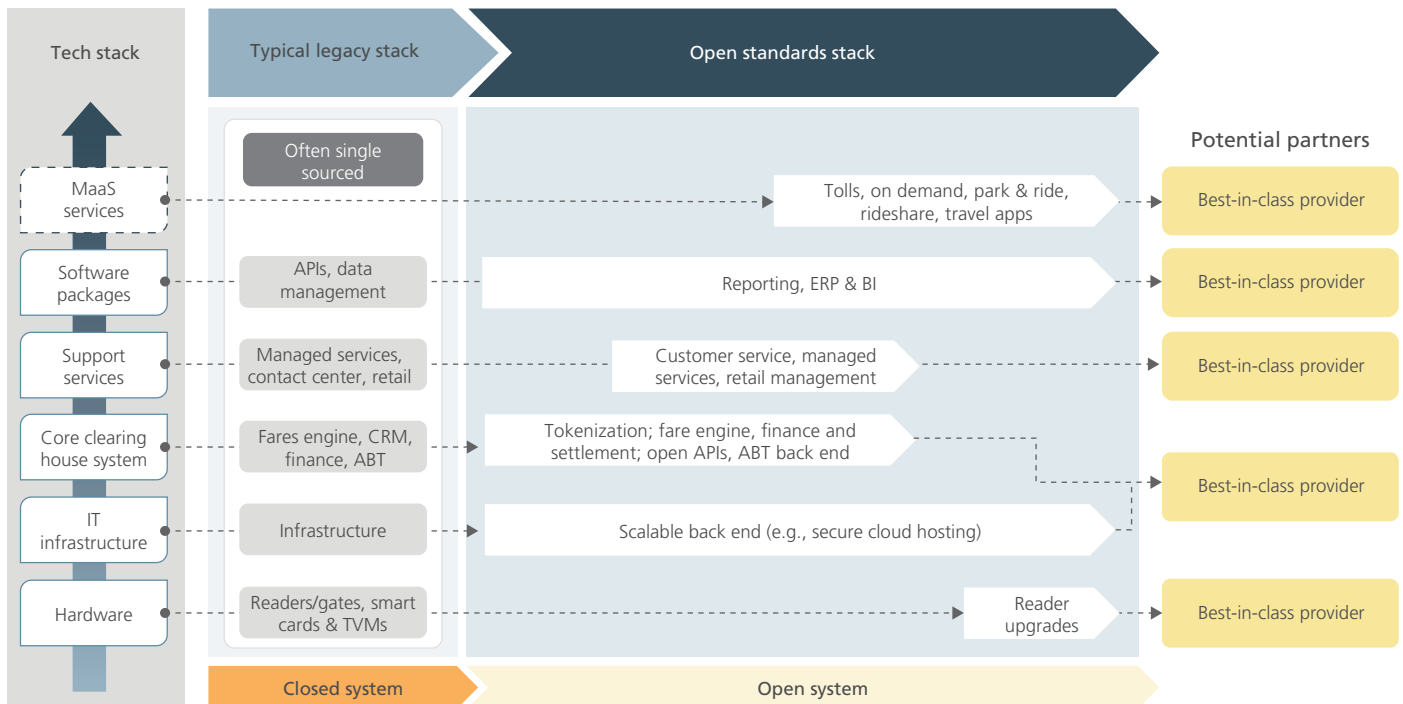 Tech stack
Typical legacy stack
Open standards stack
Potential partners
Often single
sourced
MaaS
services
Tolls, on demand, park & ride,
rideshare, travel apps
Best-in-class provider
Software
packages
APIs, data
management
Reporting, ERP & BI
Best-in-class provider
Support
services
Managed services,
contact center, retail
Customer service, managed
services, retail management
Best-in-class provider
Core clearing
house system
Fares engine, CRM,
finance, ABT
Tokenization; fare engine, finance and
settlement; open APIs, ABT back end
Best-in-class provider
IT
infrastructure
Infrastructure
Scalable back end (e.g., secure cloud hosting)
Hardware
Readers/gates, smart
cards & TVMs
Reader
upgrades
Best-in-class provider
Closed system
Open system